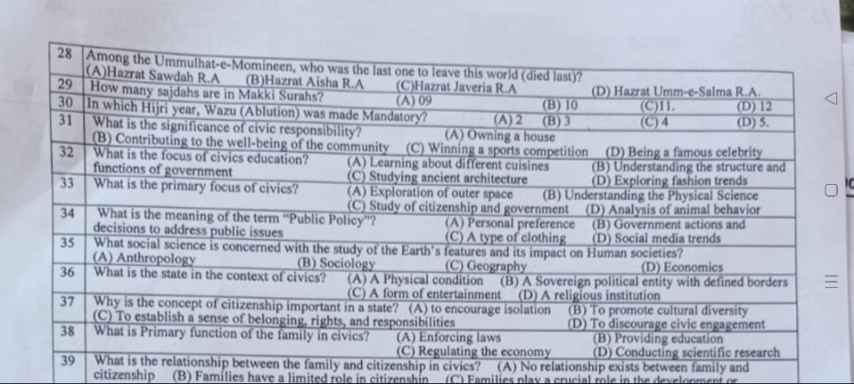 28 Among the Ummulhat-e-Momineen, who was the last one to leave this world (died last)?
(A)Hazrat Sawdah R.A (B)Hazrat Aisha R.A (C)Hazrat Javeria R.A (D) Hazrat Umm-e-Salma R.A.
29 How many sajdahs are in Makki Surahs? (A) 09 (B) 10 (C)11. (D) 12
30 In which Hijri year, Wazu (Ablution) was made Mandatory? (A) 2 (B) 3 (C) 4 (D) 5.
31 What is the significance of civic responsibility? (A) Owning a house
(B) Contributing to the well-being of the community (C) Winning a sports competition (D) Being a famous celebrity
32 What is the focus of civics education? (A) Learning about different cuisines (B) Understanding the structure and
functions of government (C) Studying ancient architecture (D) Exploring fashion trends
33 What is the primary focus of civics? (A) Exploration of outer space (B) Understanding the Physical Science
(C) Study of citizenship and government (D) Analysis of animal behavior
34 What is the meaning of the term "Public Policy"? (A) Personal preference (B) Government actions and
decisions to address public issues (C) A type of clothing (D) Social media trends
35 What social science is concerned with the study of the Earth's features and its impact on Human societies?
(A) Anthropology (B) Sociology (C) Geography (D) Economics
36 What is the state in the context of civics? (A) A Physical condition (B) A Sovereign political entity with defined borders
(C) A form of entertainment (D) A religious institution
37 Why is the concept of citizenship important in a state? (A) to encourage isolation (B) To promote cultural diversity
(C) To establish a sense of belonging, rights, and responsibilities (D) To discourage civic engagement
38 What is Primary function of the family in civics? (A) Enforcing laws (B) Providing education
(C) Regulating the economy (D) Conducting scientific research
39 What is the relationship between the family and citizenship in civics? (A) No relationship exists between family and
citizenship (B) Families have a limited role in citizenship (C) Families play a crucial role in the development or